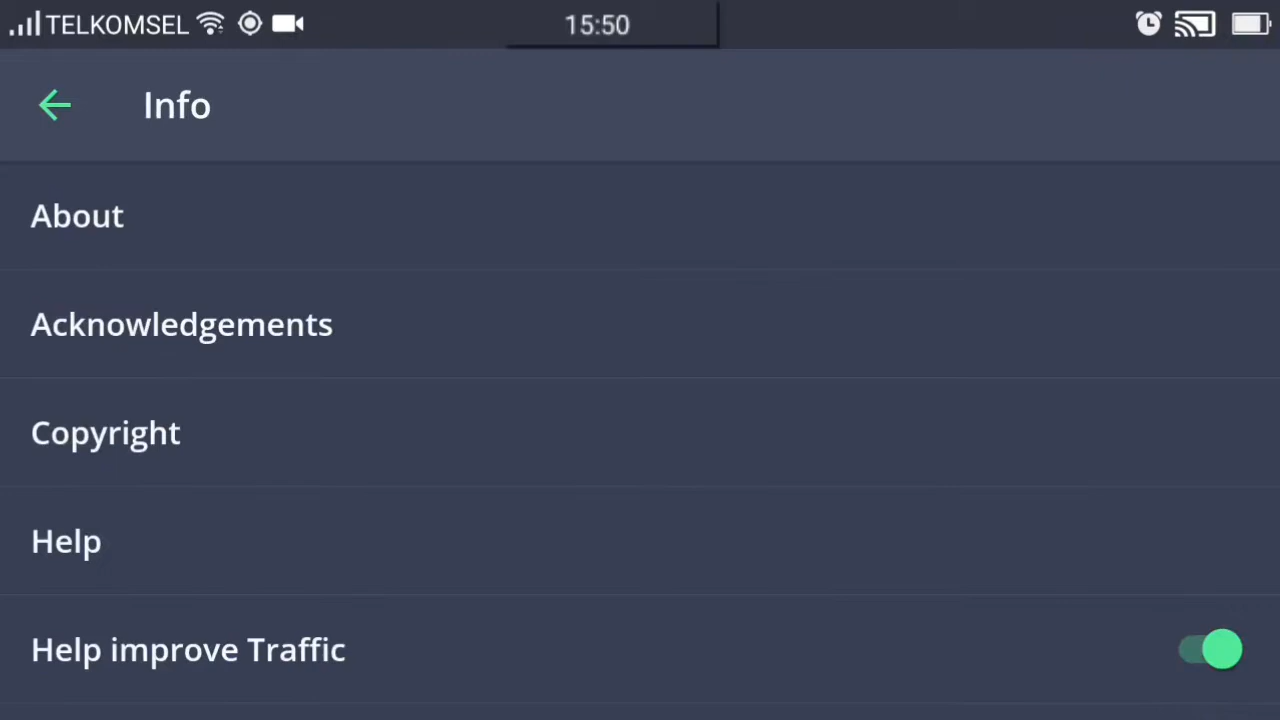 TELKOMSEL 15:50
Info
About
Acknowledgements
Copyright
Help
Help improve Traffic